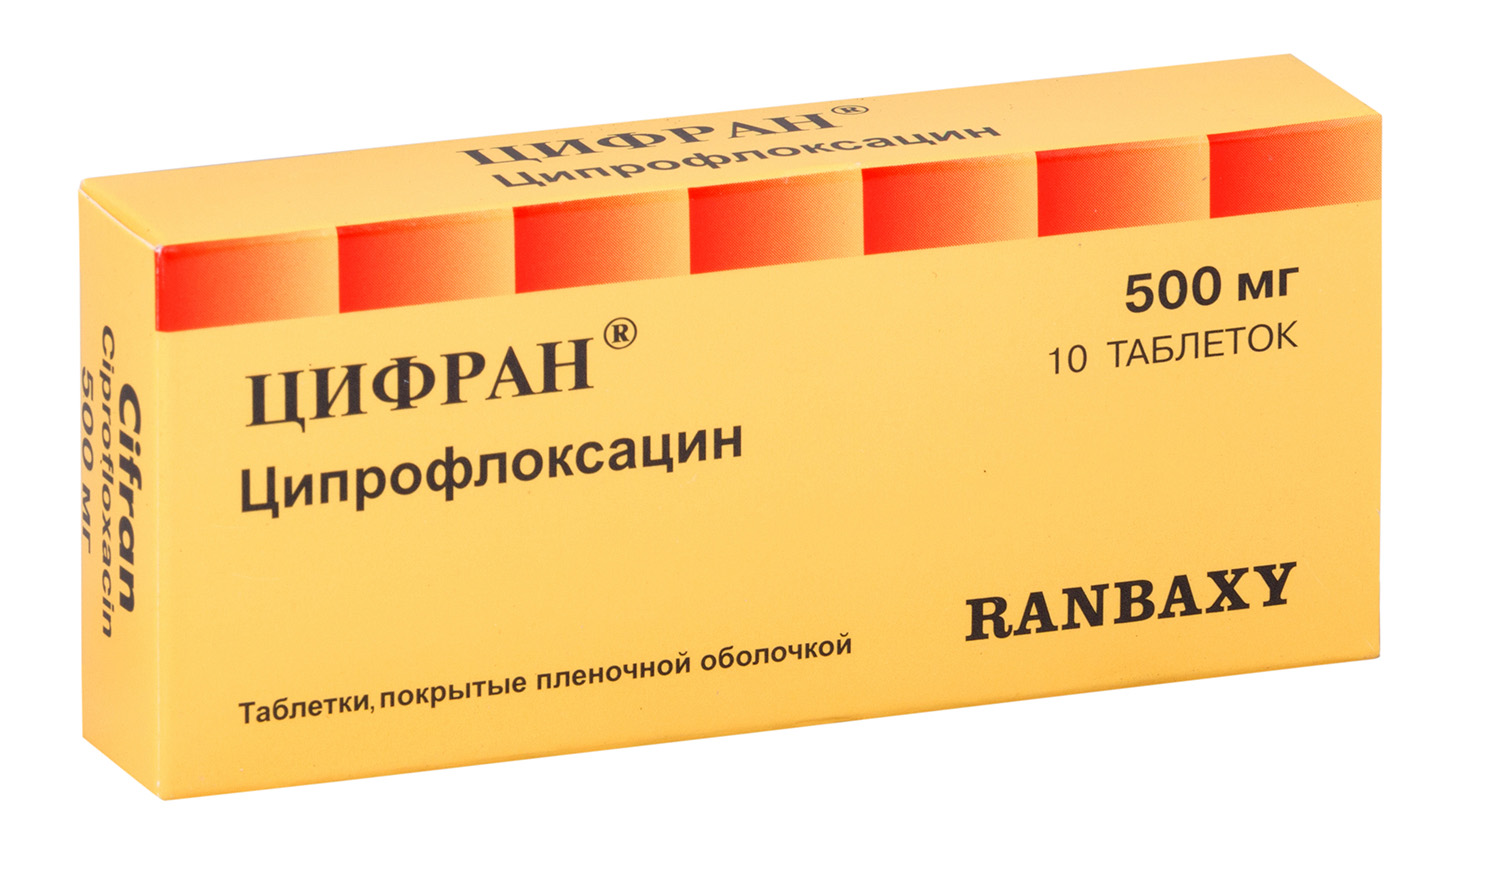 ЦИФРАН®
Ципрофлоксацин
500 мг
10 ТАБЛЕТОК
ЦИФРАН®
Ципрофлоксацин
RANBAXY
Таблетки, покрытые пленочной оболочкой
Cifran
Ciprofloxacin
500 мг